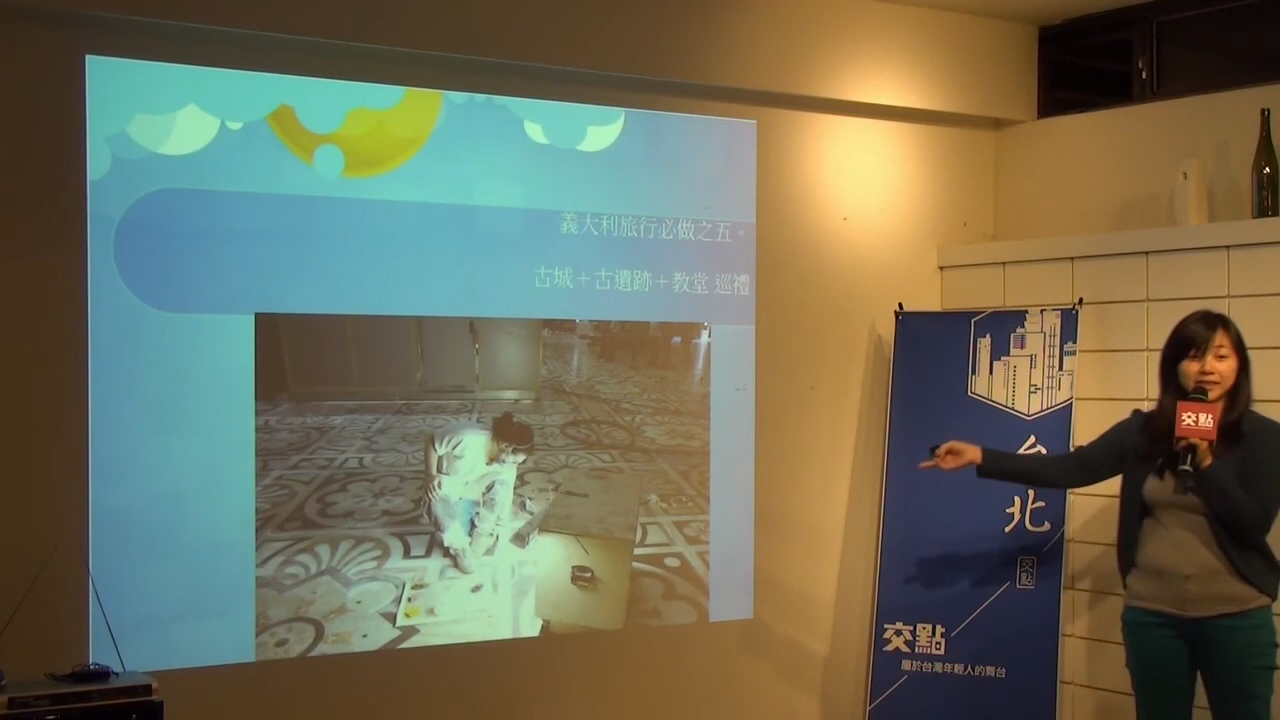 義大利旅行必做之五。
古城＋古遺跡＋教堂 巡禮
台北
交點
交點
屬於台灣年輕人的舞台
交點